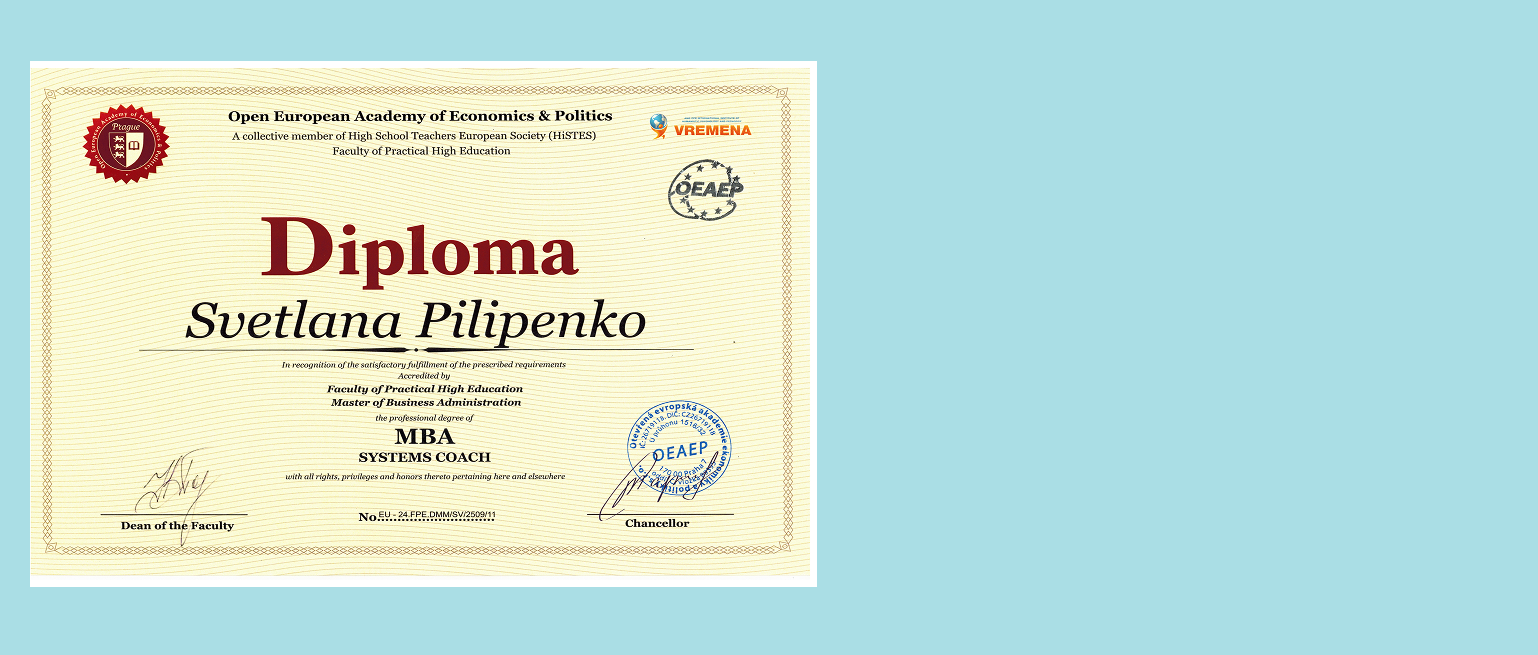 Open European Academy of Economics & Politics
A collective member of High School Teachers European Society (HiSTES)
Faculty of Practical High Education
Open European Academy of Economics & Politics
Prague
VREMENA
OEAEP
Diploma
Svetlana Pilipenko
In recognition of the satisfactory fulfillment of the prescribed requirements
Accredited by
Faculty of Practical High Education
Master of Business Administration
the professional degree of
MBA
SYSTEMS COACH
with all rights, privileges and honors thereto pertaining here and elsewhere
Otevřená evropská akademie ekonomiky a politiky,
IČ: 26719118, DIČ: CZ26719118
U průhonu 1516/32
OEAEP
170 00 Praha 7
Dean of the Faculty
No EU - 24.FPE.DMM/SV/2509/11
Chancellor